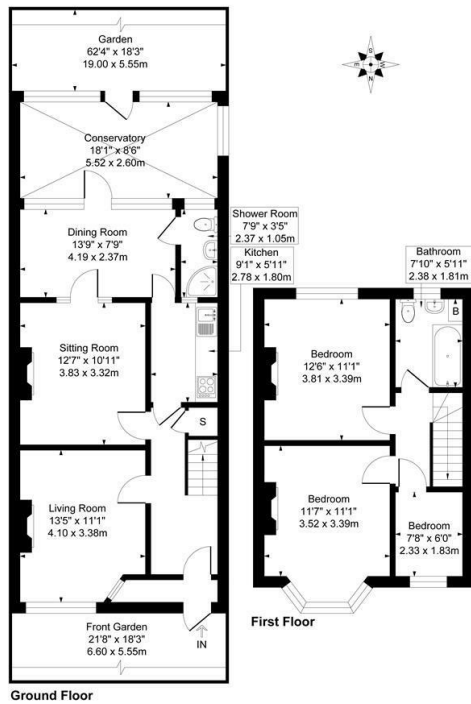 Garden
62'4" x 18'3"
19.00 x 5.55m
S
E
W
N
Conservatory
18'1" x 8'6"
5.52 x 2.60m
Dining Room
13'9" x 7'9"
4.19 x 2.37m
Shower Room
7'9" x 3'5"
2.37 x 1.05m
Kitchen
9'1" x 5'11"
2.78 x 1.80m
Sitting Room
12'7" x 10'11"
3.83 x 3.32m
S
Living Room
13'5" x 11'1"
4.10 x 3.38m
Front Garden
21'8" x 18'3"
6.60 x 5.55m
IN
Ground Floor
Bathroom
7'10" x 5'11"
2.38 x 1.81m
B
Bedroom
12'6" x 11'1"
3.81 x 3.39m
Bedroom
11'7" x 11'1"
3.52 x 3.39m
Bedroom
7'8" x 6'0"
2.33 x 1.83m
First Floor